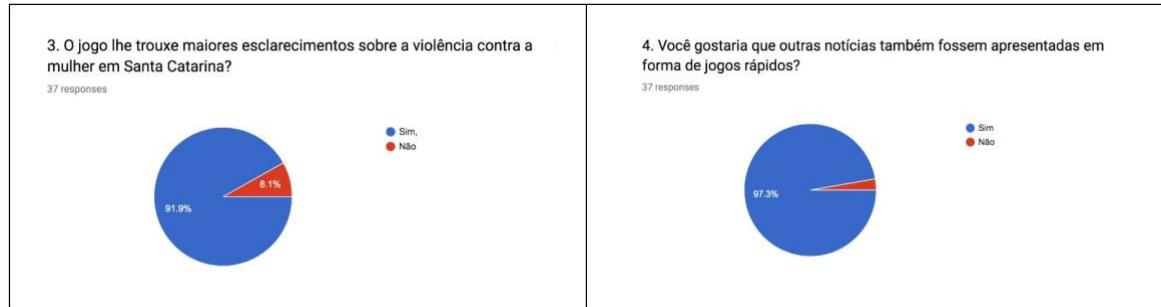 3. O jogo lhe trouxe maiores esclarecimentos sobre a violência contra a
mulher em Santa Catarina?
37 responses
Sim,
Não
8.1%
91.9%
4. Você gostaria que outras notícias também fossem apresentadas em
forma de jogos rápidos?
37 responses
Sim
Não
97.3%